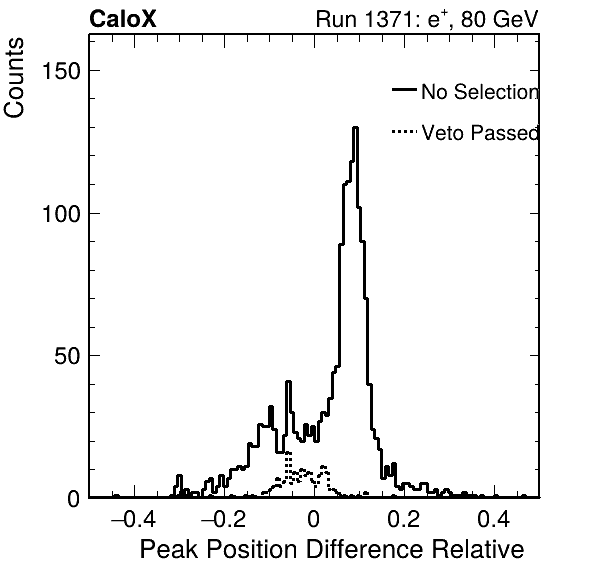 CaloX Run 1371: e⁺, 80 GeV
Counts
150
100
50
0
No Selection
Veto Passed
−0.4 −0.2 0 0.2 0.4
Peak Position Difference Relative